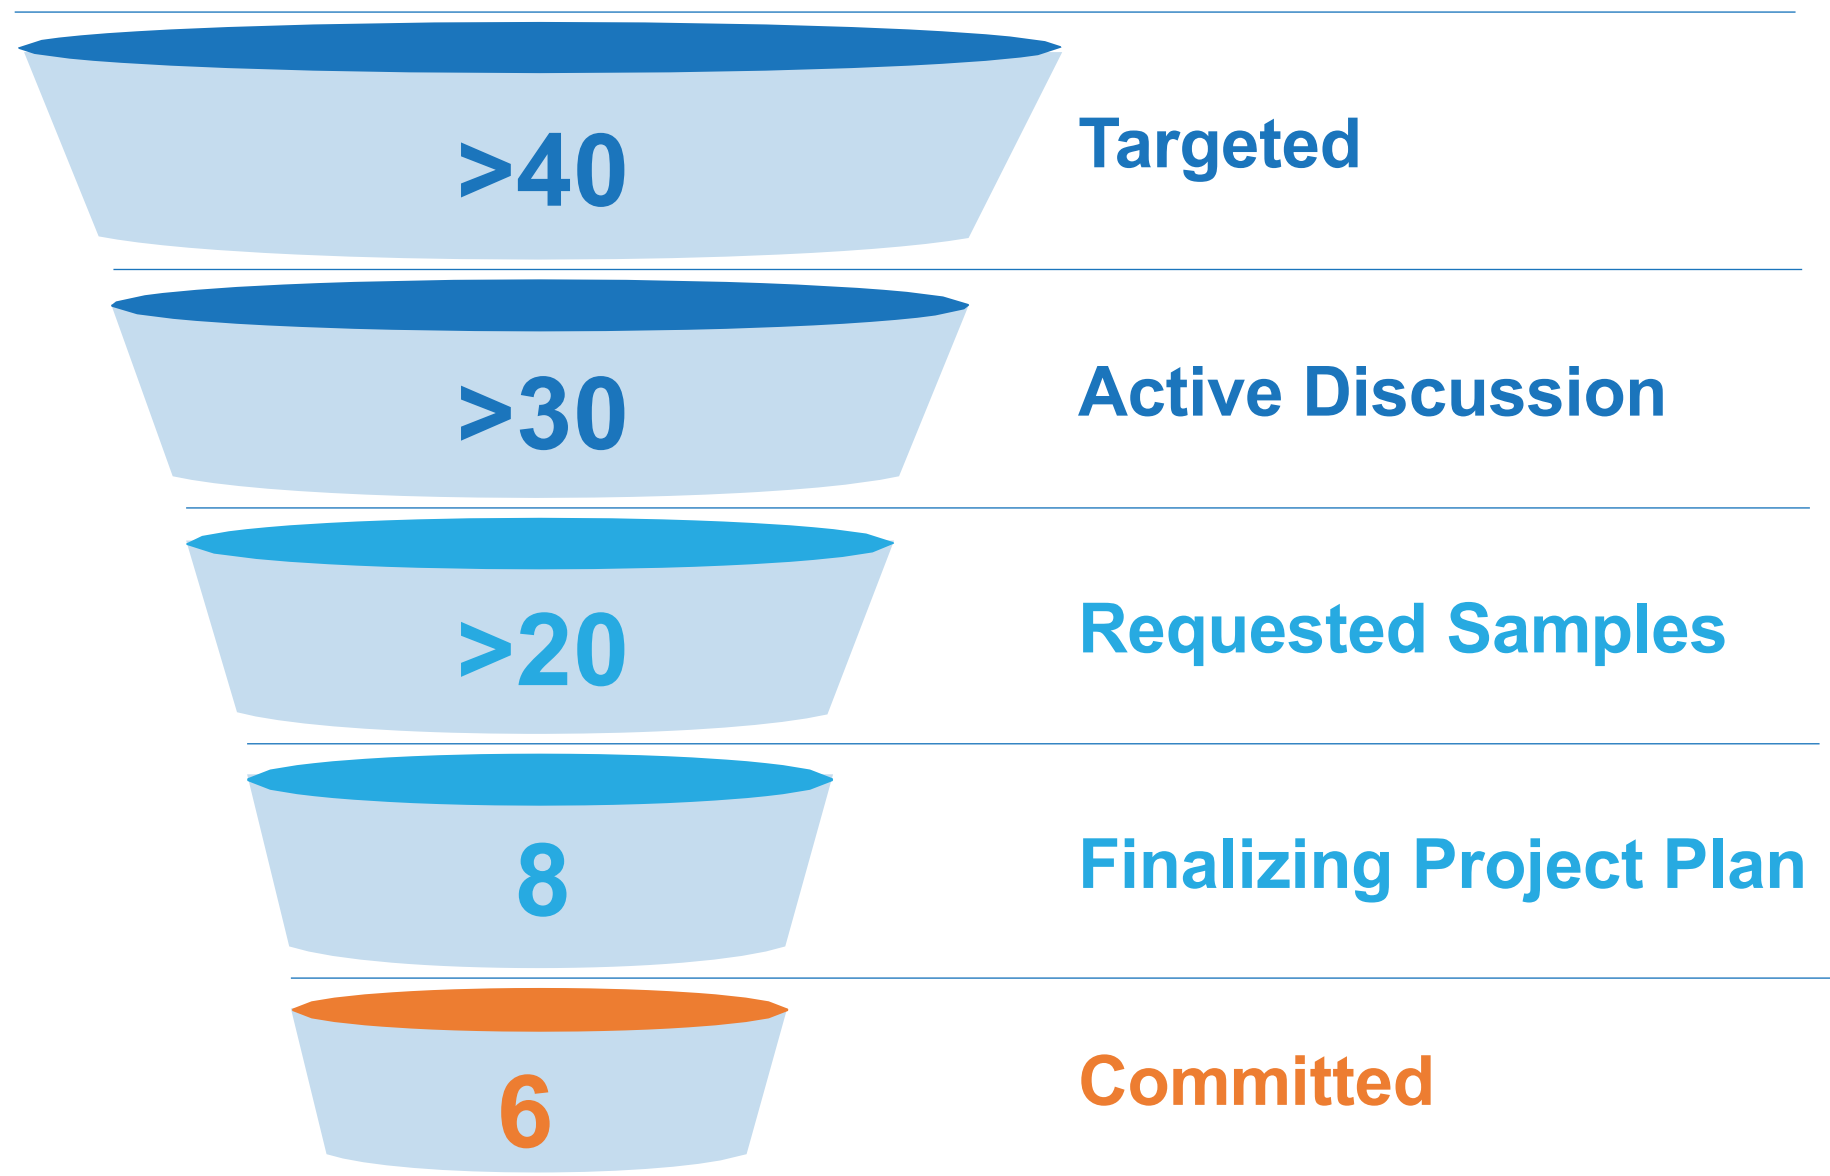 >40
Targeted
>30
Active Discussion
>20
Requested Samples
8
Finalizing Project Plan
6
Committed